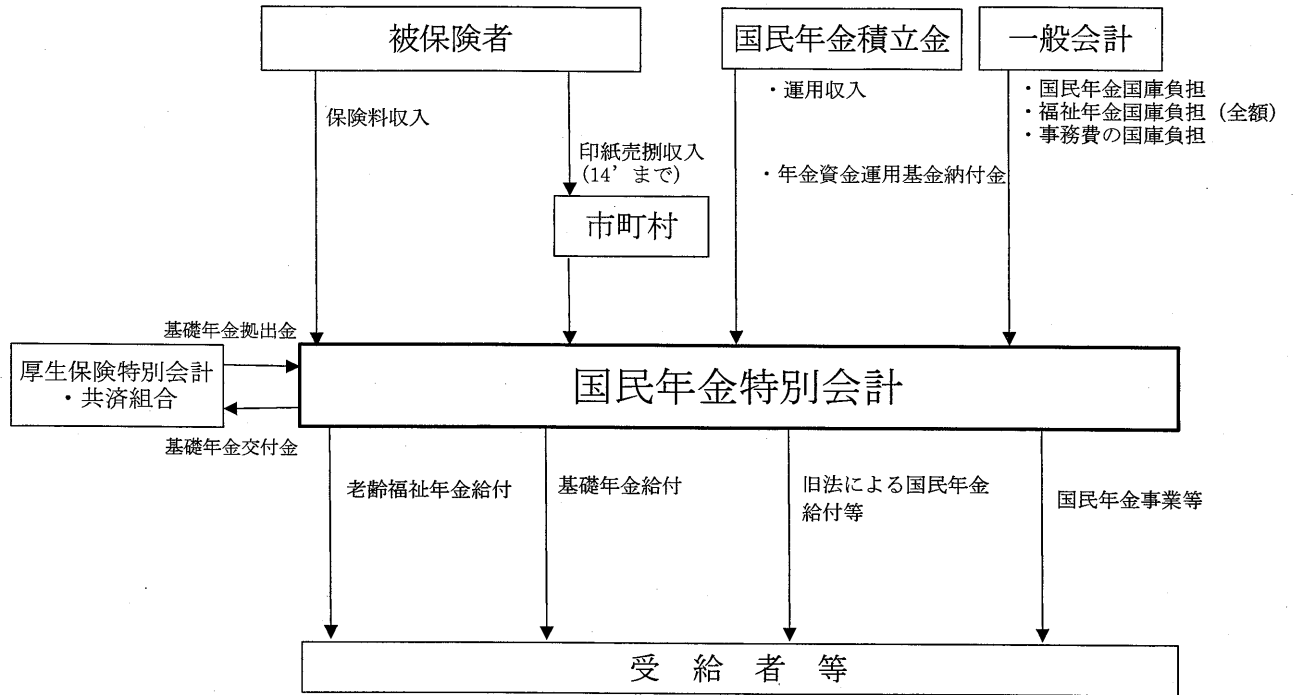 被保険者
国民年金積立金
一般会計
保険料収入
印紙売捌収入
(14’まで)
市町村
・運用収入
・年金資金運用基金納付金
・国民年金国庫負担
・福祉年金国庫負担（全額）
・事務費の国庫負担
基礎年金拠出金
厚生保険特別会計
・共済組合
基礎年金交付金
国民年金特別会計
老齢福祉年金給付
基礎年金給付
旧法による国民年金
給付等
国民年金事業等
受給者等